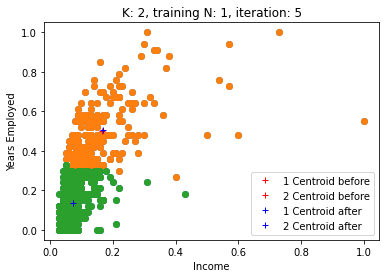 K: 2, training N: 1, iteration: 5
1.0
0.8
0.6
0.4
0.2
0.0
Years Employed
1 Centroid before
2 Centroid before
1 Centroid after
2 Centroid after
0.0 0.2 0.4 0.6 0.8 1.0
Income